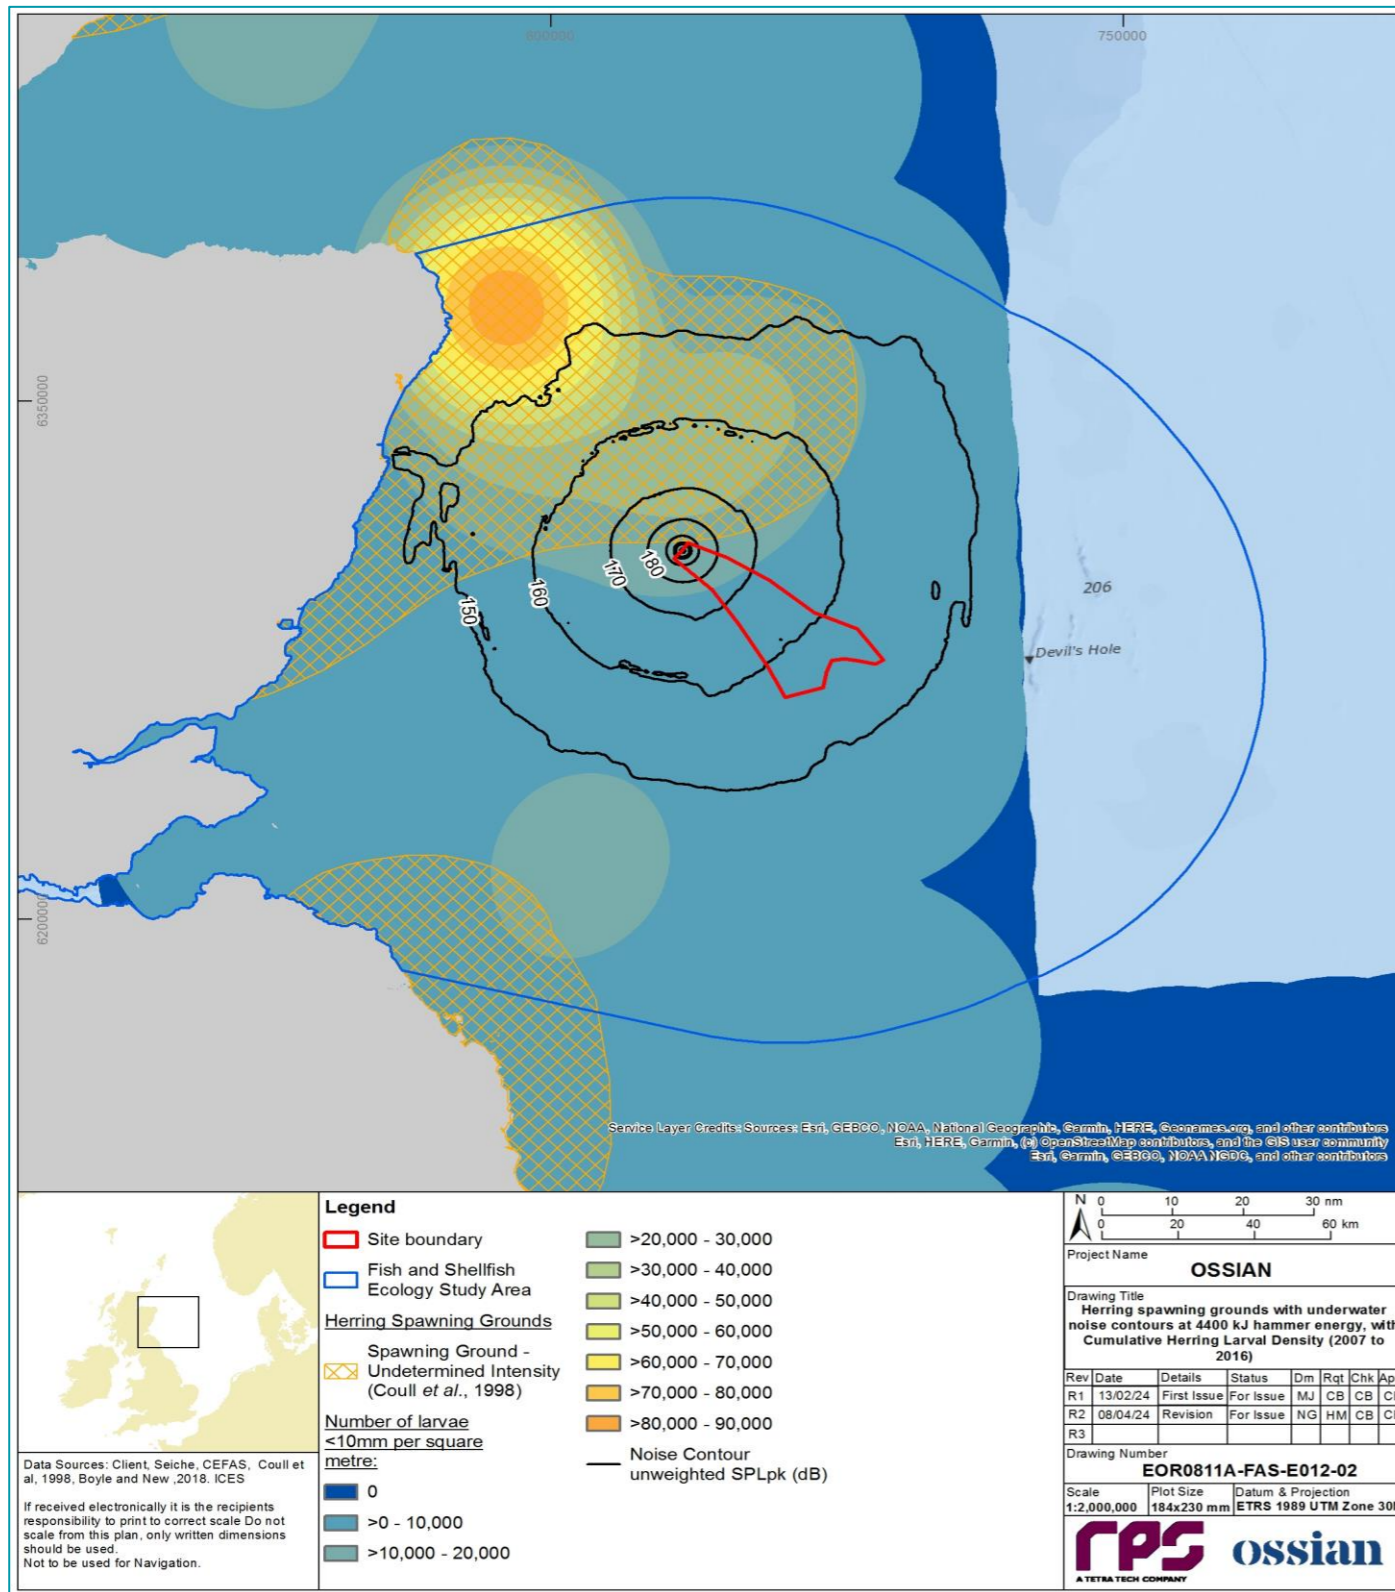 600000
750000
6350000
6200000
150
160
170
180
206
Devil's Hole
Service Layer Credits: Sources: Esri, GEBCO, NOAA, National Geographic, Garmin, HERE, Geonames.org, and other contributors
Esri, HERE, Garmin, (c) OpenStreetMap contributors, and the GIS user community
Esri, Garmin, GEBCO, NOAA NGDC, and other contributors
Legend
Site boundary
Fish and Shellfish
Ecology Study Area
Herring Spawning Grounds
Spawning Ground -
Undetermined Intensity
(Coull et al., 1998)
Number of larvae
<10mm per square
metre:
0
>0 - 10,000
>10,000 - 20,000
>20,000 - 30,000
>30,000 - 40,000
>40,000 - 50,000
>50,000 - 60,000
>60,000 - 70,000
>70,000 - 80,000
>80,000 - 90,000
Noise Contour
unweighted SPLpk (dB)
Data Sources: Client, Seiche, CEFAS, Coull et
al, 1998, Boyle and New ,2018. ICES
If received electronically it is the recipients
responsibility to print to correct scale Do not
scale from this plan, only written dimensions
should be used.
Not to be used for Navigation.
N
0 10 20 30 nm
0 20 40 60 km
Project Name
OSSIAN
Drawing Title
Herring spawning grounds with underwater
noise contours at 4400 kJ hammer energy, with
Cumulative Herring Larval Density (2007 to
2016)
Rev Date Details Status Dm Rqt Chk Ap
R1 13/02/24 First Issue For Issue MJ CB CB C
R2 08/04/24 Revision For Issue NG HM CB C
R3
Drawing Number
EOR0811A-FAS-E012-02
Scale Plot Size Datum & Projection
1:2,000,000 184x230 mm ETRS 1989 UTM Zone 30
rps
A TETRA TECH COMPANY
ossian